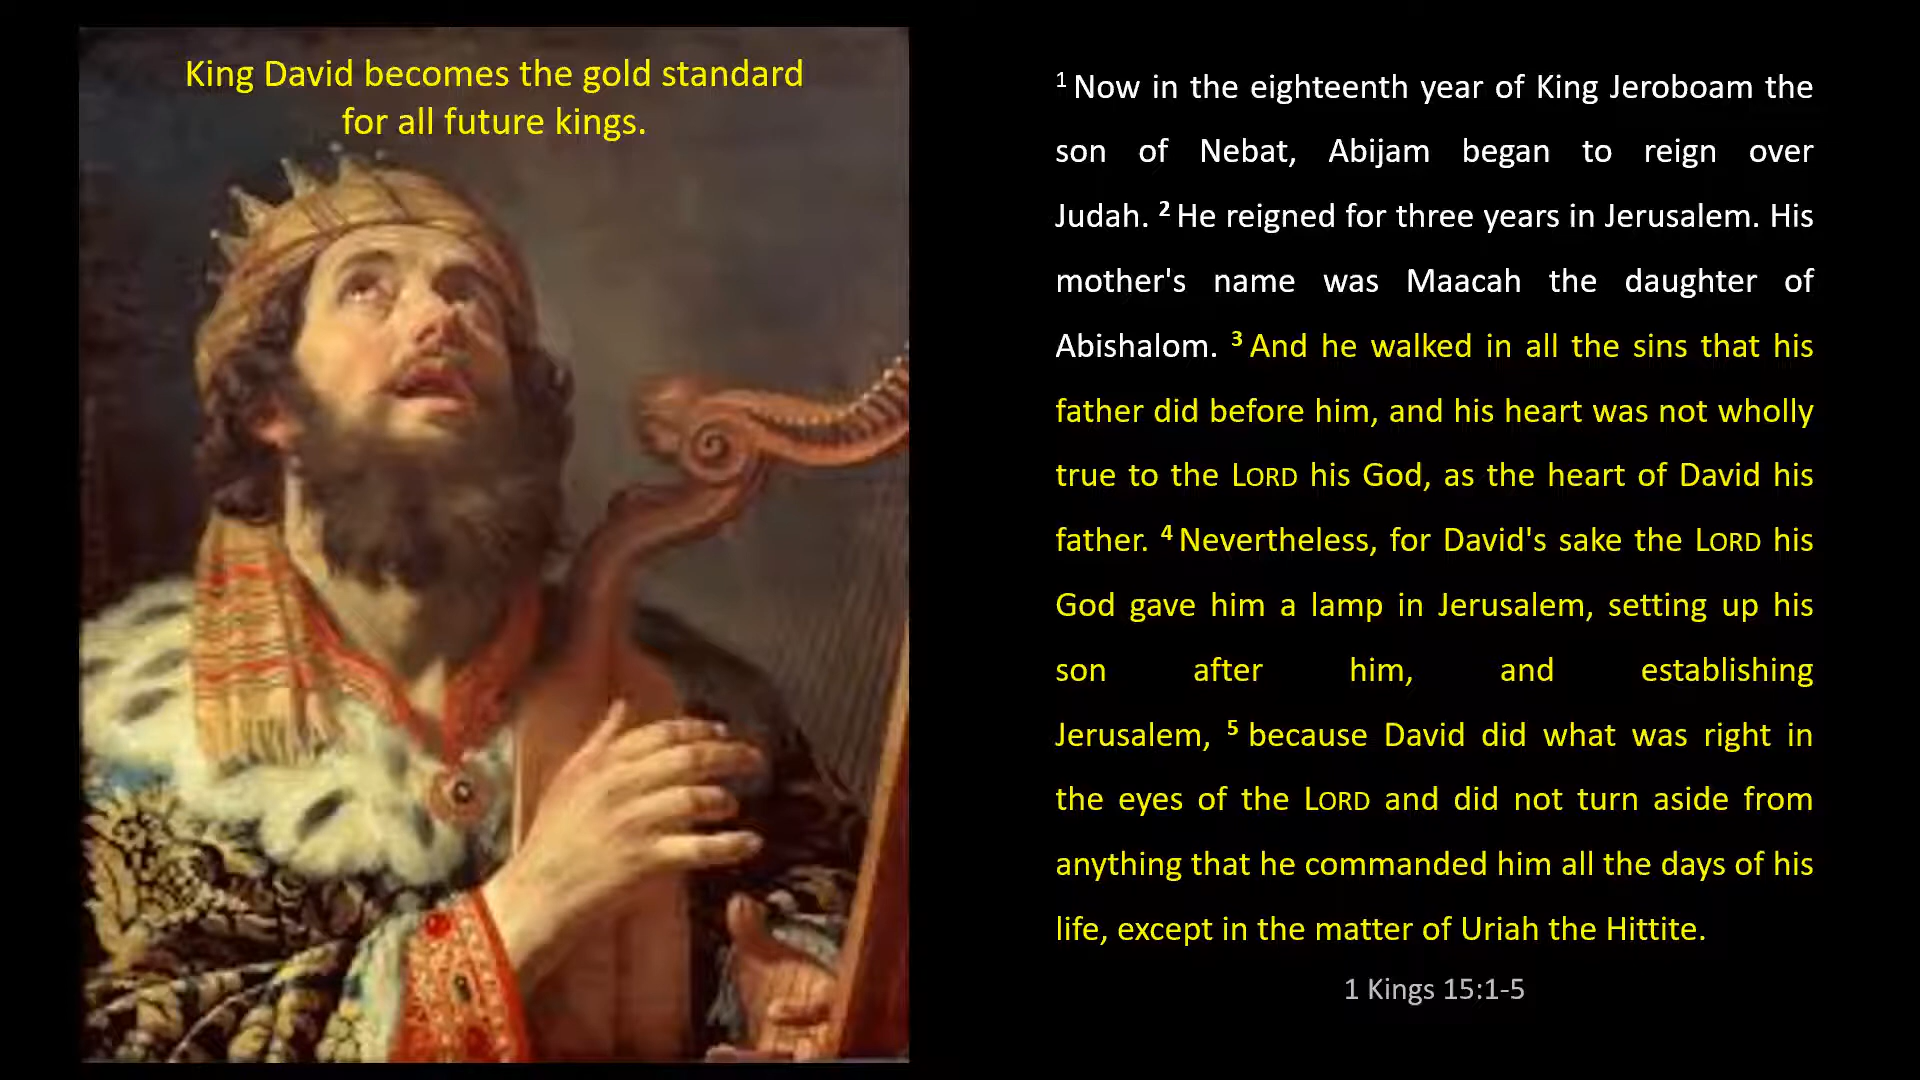 King David becomes the gold standard
for all future kings.
1 Now in the eighteenth year of King Jeroboam the
son of Nebat, Abijam began to reign over
Judah. 2 He reigned for three years in Jerusalem. His
mother's name was Maacah the daughter of
Abishalom. 3 And he walked in all the sins that his
father did before him, and his heart was not wholly
true to the LORD his God, as the heart of David his
father. 4 Nevertheless, for David's sake the LORD his
God gave him a lamp in Jerusalem, setting up his
son after him, and establishing
Jerusalem, 5 because David did what was right in
the eyes of the LORD and did not turn aside from
anything that he commanded him all the days of his
life, except in the matter of Uriah the Hittite.
1 Kings 15:1-5